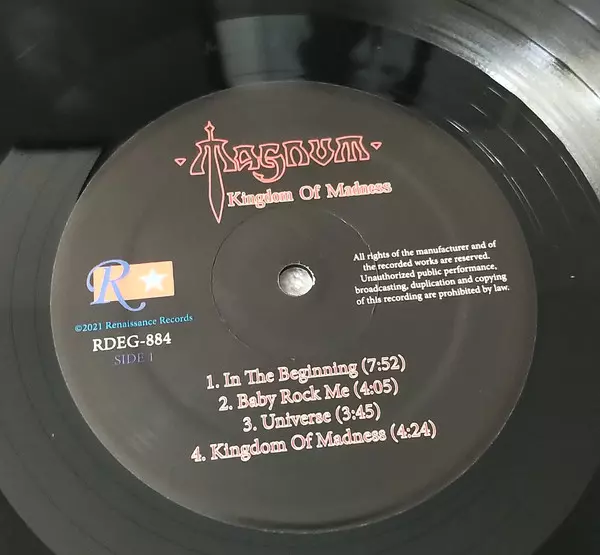 Magnum
Kingdom Of Madness
All rights of the manufacturer and of
the recorded works are reserved.
Unauthorized public performance,
broadcasting, duplication and copying
of this recording are prohibited by law.
R
©2021 Renaissance Records
RDEG-884
SIDE 1
1. In The Beginning (7:52)
2. Baby Rock Me (4:05)
3. Universe (3:45)
4. Kingdom Of Madness (4:24)